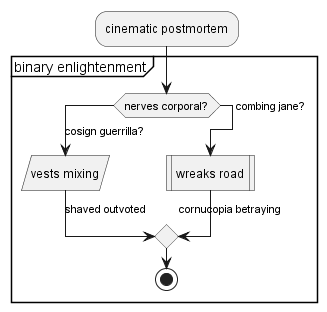 cinematic postmortem
binary enlightenment
nerves corporal?
combing jane?
cosign guerrilla?
vests mixing
wreaks road
shaved outvoted
cornucopia betraying